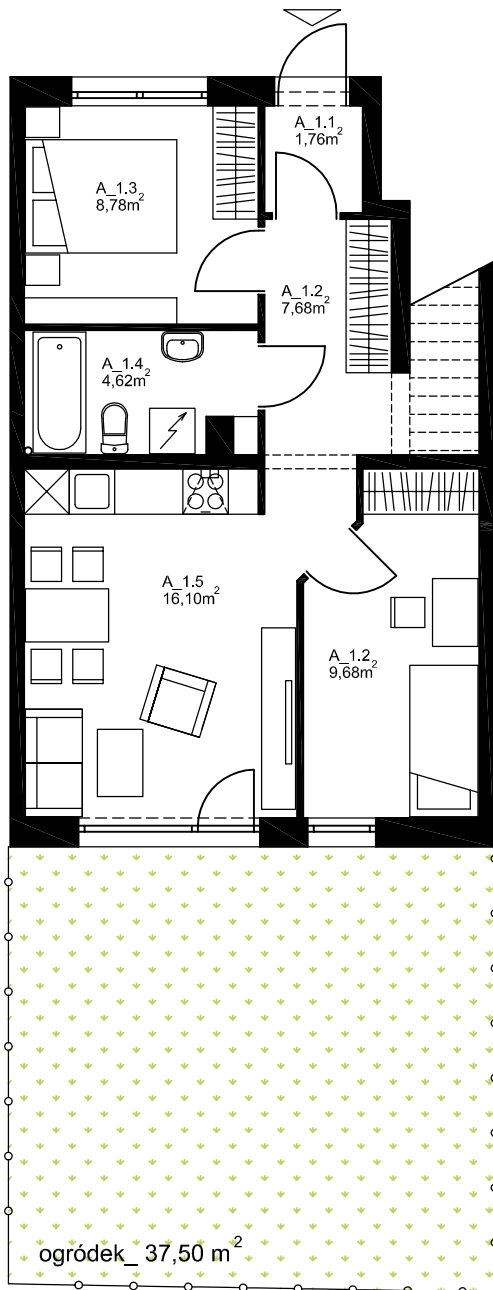 A_1.1
1,76m²
A_1.3
8,78m²
A_1.2
7,68m²
A_1.4
4,62m²
A_1.5
16,10m²
A_1.2
9,68m²
ogródek_ 37,50 m²